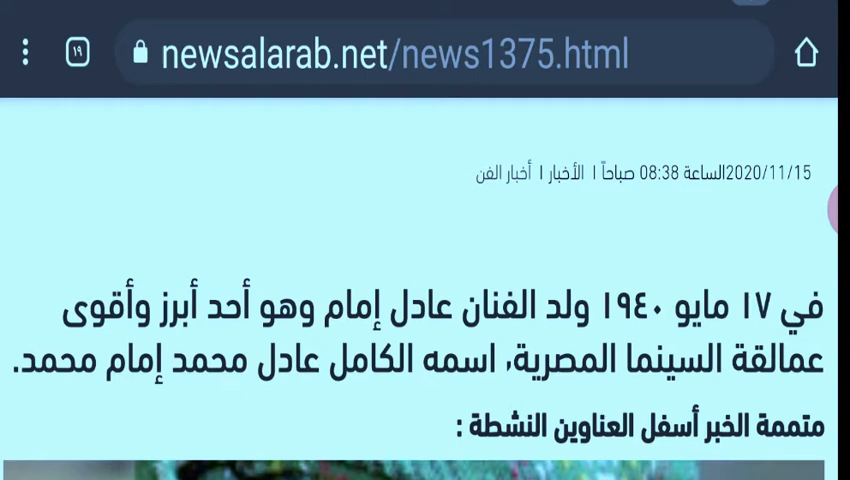 ١٩
newsalarab.net/news1375.html
2020/11/15الساعة 08:38 صباحاً | الأخبار | أخبار الفن
في ١٧ مايو ١٩٤٠ ولد الفنان عادل إمام وهو أحد أبرز وأقوى
عمالقة السينما المصرية، اسمه الكامل عادل محمد إمام محمد.
متممة الخبر أسفل العناوين النشطة :